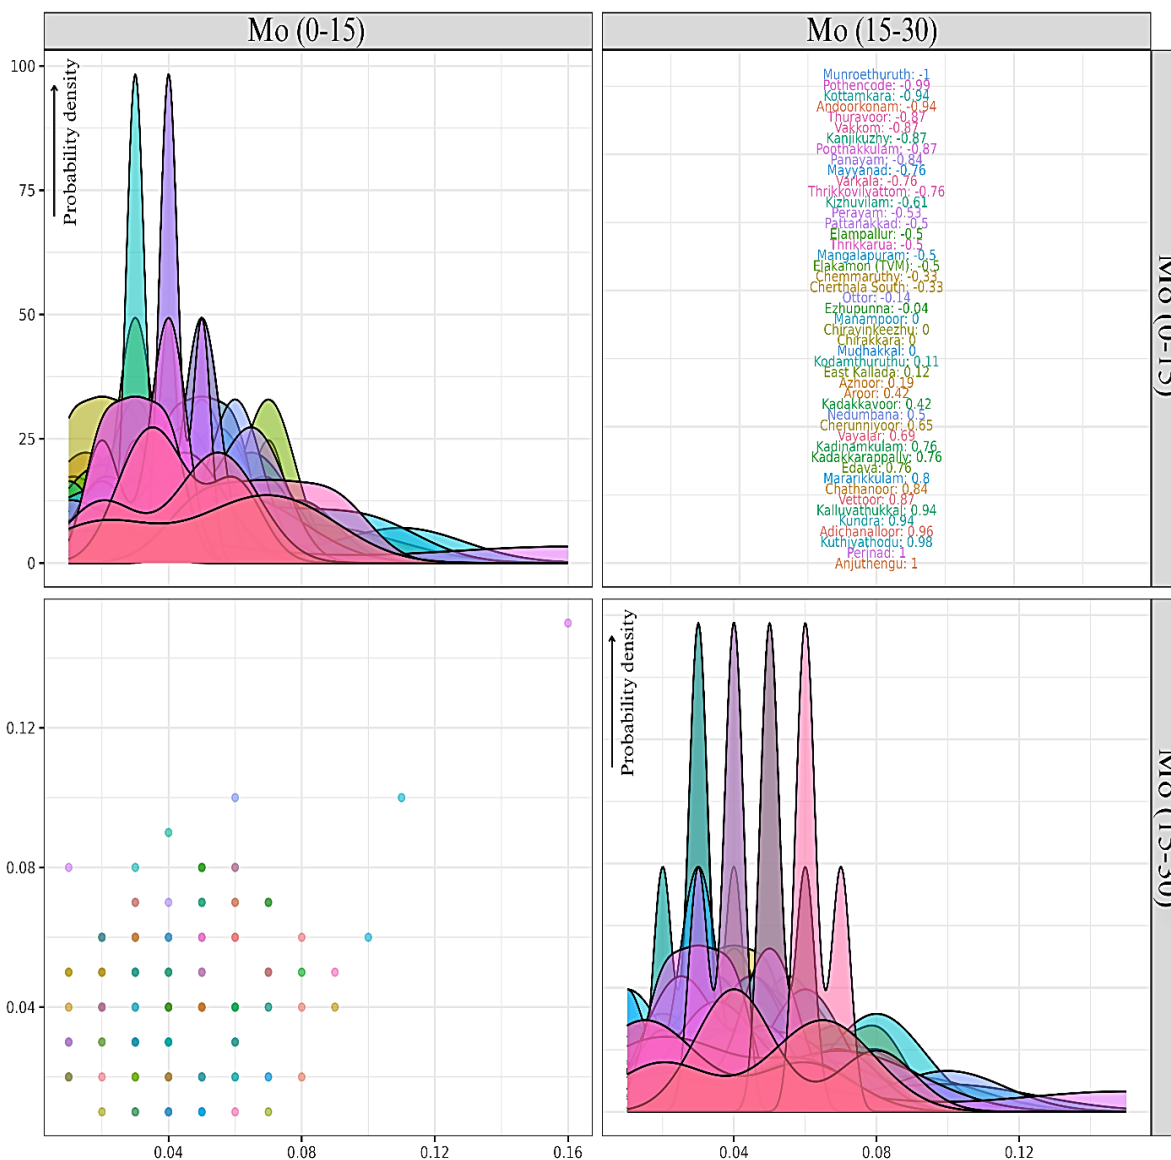 Mo (0-15)
Mo (15-30)
100
75
50
25
0
Probability density
Munroethuruth: -1
Pothencode: -0.99
Kottamkara: -0.94
Andoorkonam: -0.94
Thuravoor: -0.87
Vakkom: -0.87
Kanjikuzhy: -0.87
Poothakkulam: -0.87
Panayam: -0.84
Mayyanad: -0.76
Varkala: -0.76
Thrikkovilvattom: -0.76
Kizhuvilam: -0.61
Perayam: -0.53
Pattanakkad: -0.5
Elampallur: -0.5
Thrikkarua: -0.5
Mangalapuram: -0.5
Elakamon (TVM): -0.5
Chemmaruthy: -0.33
Cherthala South: -0.33
Ottor: -0.14
Ezhupunna: -0.04
Manampoor: 0
Chirayinkeezhu: 0
Chirakkara: 0
Mudhakkal: 0
Kodamthuruthu: 0.11
East Kallada: 0.12
Azhoor: 0.19
Aroor: 0.42
Kadakkavoor: 0.42
Nedumpana: 0.5
Cherunniyoor: 0.65
Vayalar: 0.69
Kadinamkulam: 0.76
Kadakkarappally: 0.76
Edava: 0.76
Mararikkulam: 0.8
Chathanoor: 0.84
Vettoor: 0.87
Kalluvathukkal: 0.94
Kundra: 0.94
Adichanalloor: 0.96
Kuthiyathodu: 0.98
Perinad: 1
Anjuthengu: 1
Mo (0-15)
0.12
0.08
0.04
Probability density
Mo (15-30)
0.04
0.08
0.12
0.16
0.04
0.08
0.12